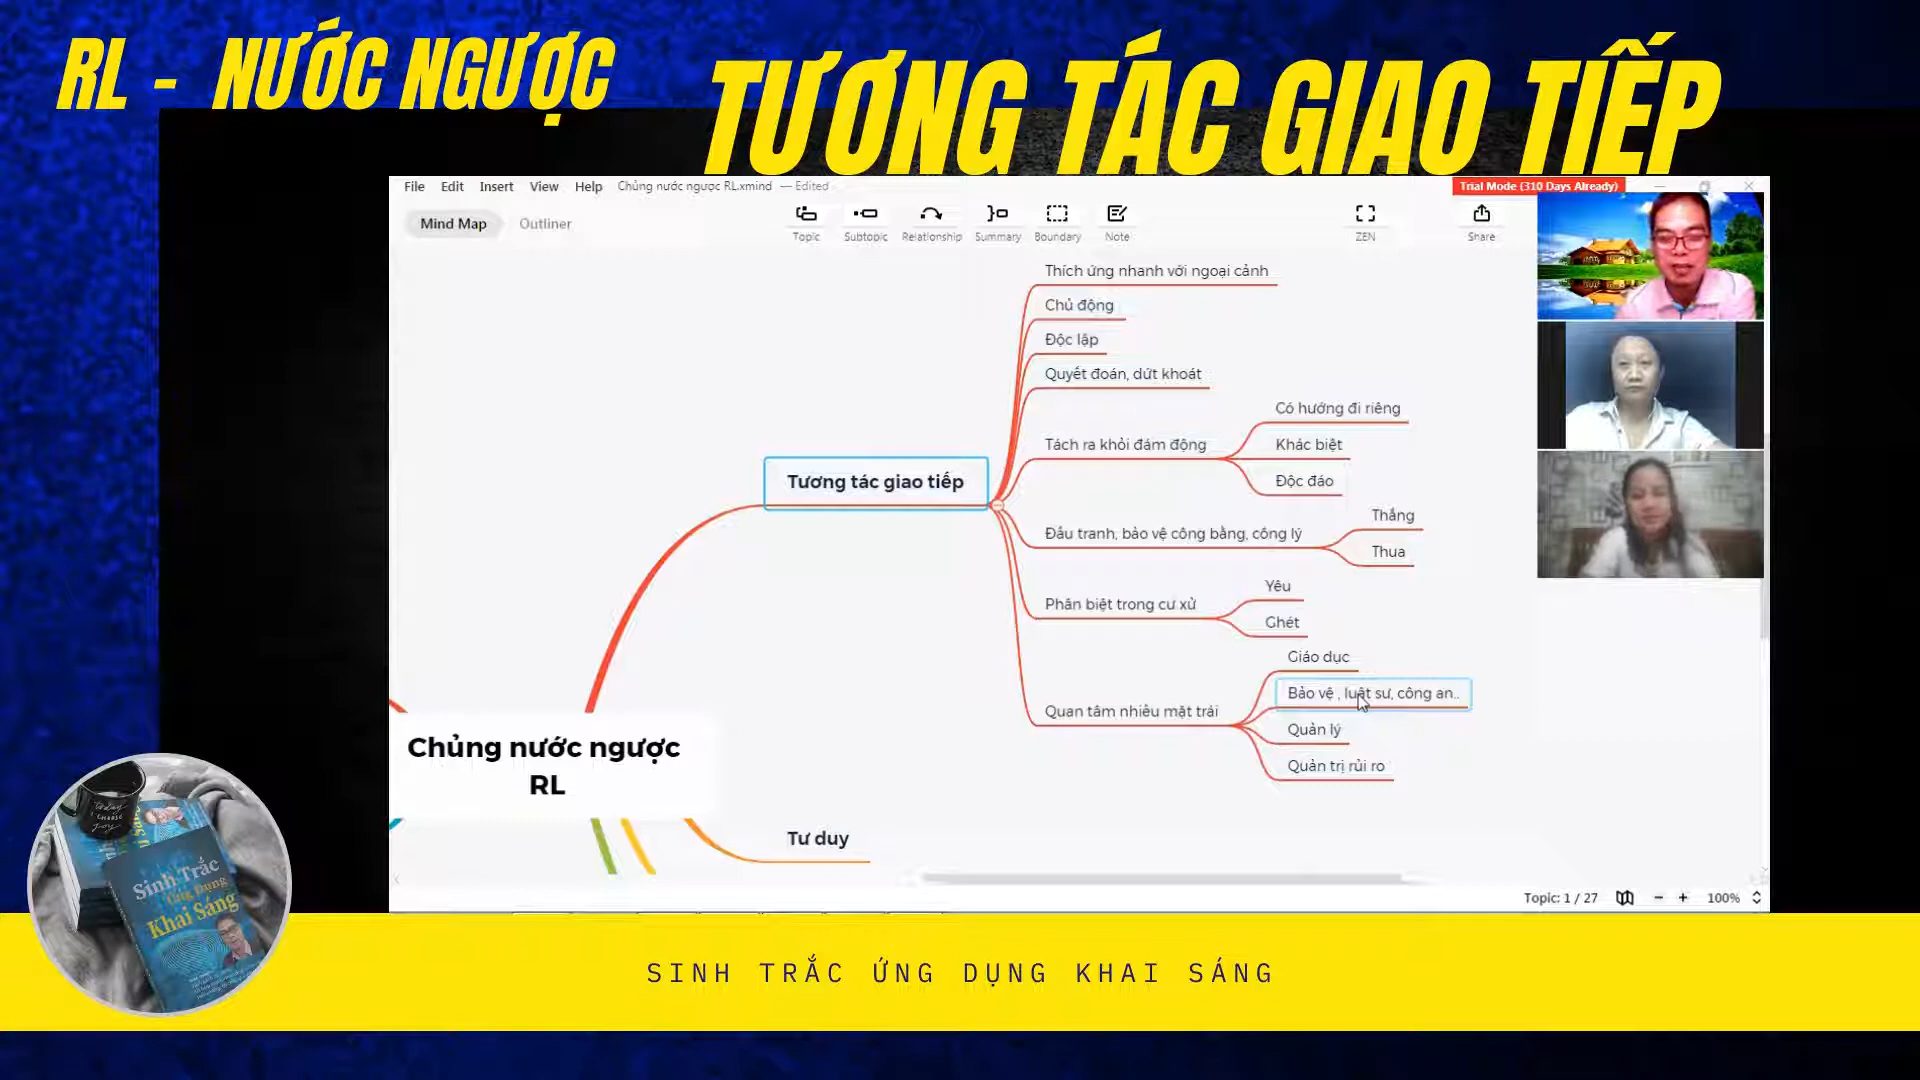 RL - NƯỚC NGƯỢC
TƯƠNG TÁC GIAO TIẾP
File Edit Insert View Help Chủng nước ngược RL.xmind — Edited
Trial Mode (310 Days Already)
Mind Map Outliner
Topic Subtopic Relationship Summary Boundary Note ZEN Share
Thích ứng nhanh với ngoại cảnh
Chủ động
Độc lập
Quyết đoán, dứt khoát
Có hướng đi riêng
Tách ra khỏi đám động
Khác biệt
Độc đáo
Tương tác giao tiếp
Thắng
Đấu tranh, bảo vệ công bằng, công lý
Thua
Yêu
Phân biệt trong cư xử
Ghét
Giáo dục
Bảo vệ , luật sư, công an..
Quan tâm nhiều mặt trái
Quản lý
Quản trị rủi ro
Chủng nước ngược
RL
Tư duy
Topic: 1 / 27 100%
today
I CHOOSE
joy
Sinh Trắc
Ứng Dụng
Khai Sáng
SINH TRẮC ỨNG DỤNG KHAI SÁNG